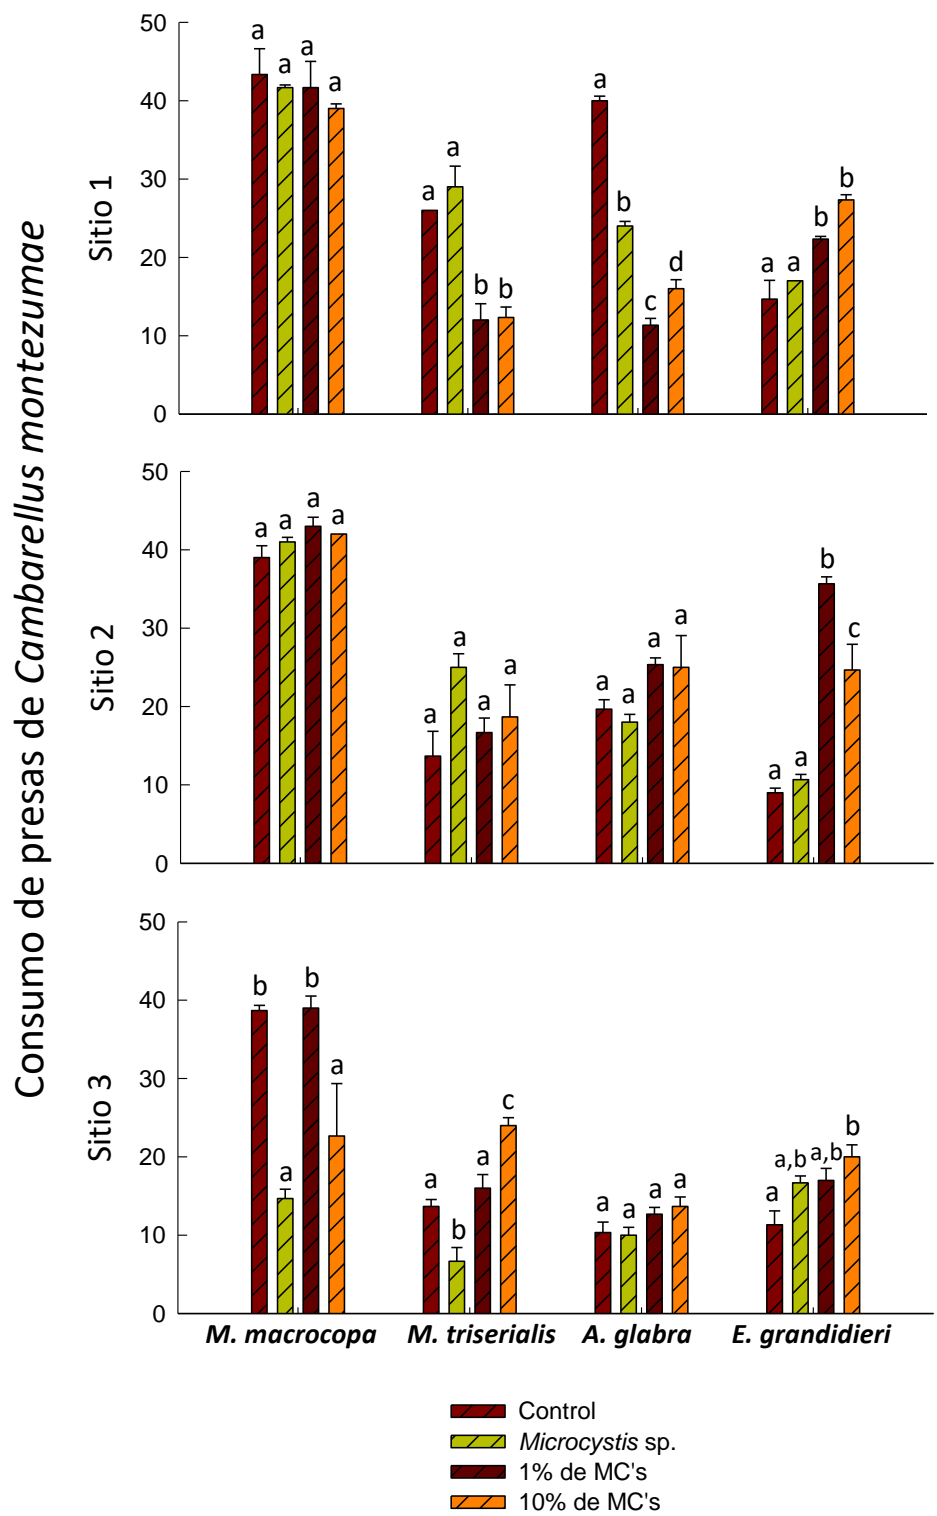 Consumo de presas de Cambarellus montezumae
Sitio 1
50
40
30
20
10
0
a a a a
a a b b
a b c d
a a b b
Sitio 2
50
40
30
20
10
0
a a a a
a a a a
a a a a
a a b c
Sitio 3
50
40
30
20
10
0
b a b a
a b a c
a a a a
a a,b a,b b
M. macrocopa M. triserialis A. glabra E. grandidieri
Control
Microcystis sp.
1% de MC's
10% de MC's